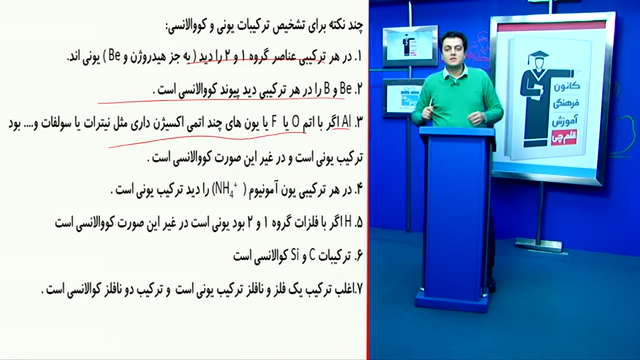 چند نکته برای تشخیص ترکیبات یونی و کووالانسی:
۱. در هر ترکیبی عناصر گروه ۱ و ۲ را دید ( به جز هیدروژن و Be ) یونی اند.
۲. Be و B را در هر ترکیبی دید پیوند کووالانسی است .
۳. Al اگر با اتم O یا F یا یون های چند اتمی اکسیژن داری مثل نیترات یا سولفات و.... بود
ترکیب یونی است و در غیر این صورت کووالانسی است .
۴. در هر ترکیبی یون آمونیوم ( NH₄⁺) را دید ترکیب یونی است .
۵. H اگر با فلزات گروه ۱ و ۲ بود یونی است در غیر این صورت کووالانسی است
۶. ترکیبات C و Si کووالانسی است
۷.اغلب ترکیب یک فلز و نافلز ترکیب یونی است و ترکیب دو نافلز کوالانسی است .
کانون
فرهنگی
آموزش
قلم‌چی